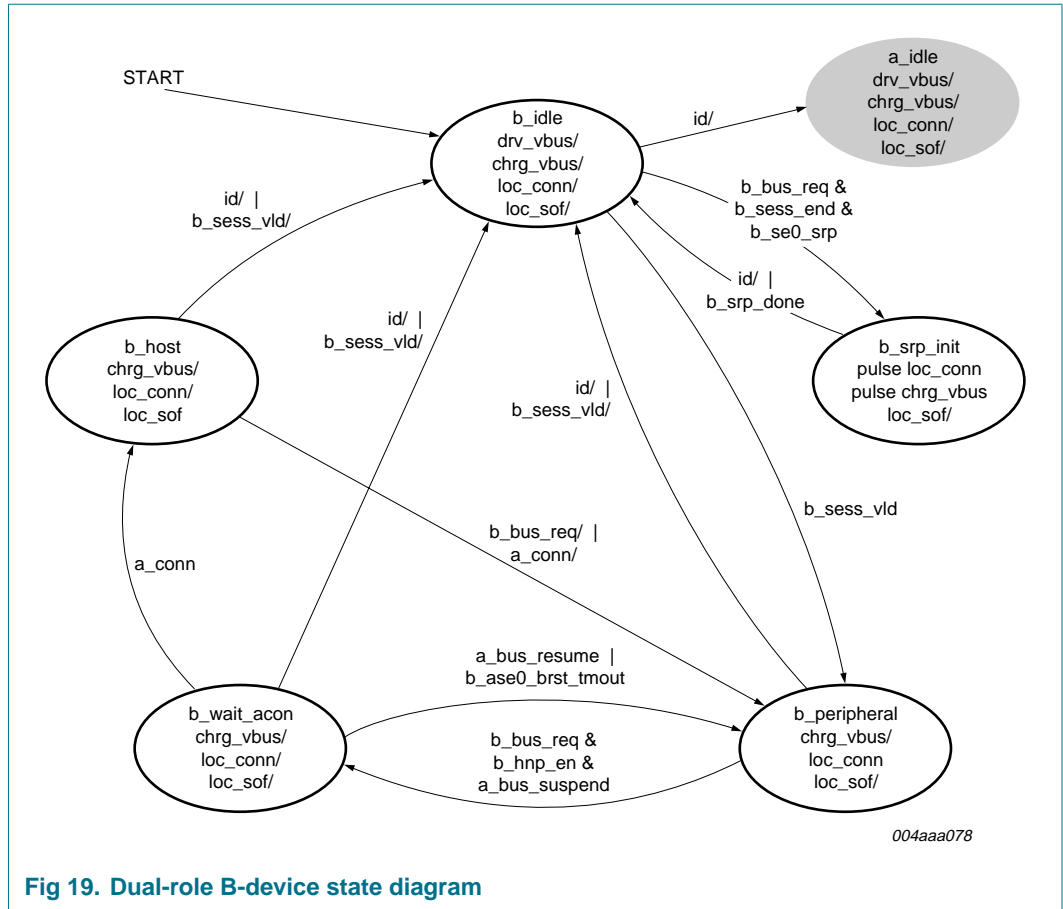 START
a_idle
drv_vbus/
chrg_vbus/
loc_conn/
loc_sof/
b_idle
drv_vbus/
chrg_vbus/
loc_conn/
loc_sof/
id/
b_bus_req &
b_sess_end &
b_se0_srp
id/ |
b_sess_vld/
id/ |
b_srp_done
id/ |
b_sess_vld/
b_host
chrg_vbus/
loc_conn/
loc_sof
b_srp_init
pulse loc_conn
pulse chrg_vbus
loc_sof/
id/ |
b_sess_vld/
b_sess_vld
b_bus_req/ |
a_conn/
a_conn
a_bus_resume |
b_ase0_brst_tmout
b_wait_acon
chrg_vbus/
loc_conn/
loc_sof/
b_bus_req &
b_hnp_en &
a_bus_suspend
b_peripheral
chrg_vbus/
loc_conn
loc_sof/
004aaa078
Fig 19. Dual-role B-device state diagram